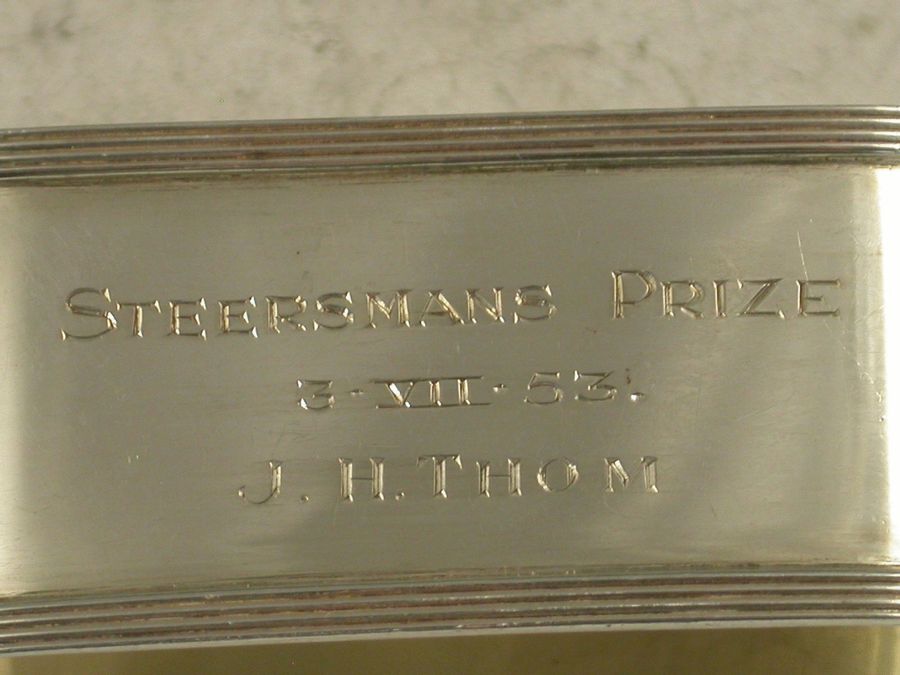 STEERSMANS PRIZE
3·VII·53.
J. H. THOM